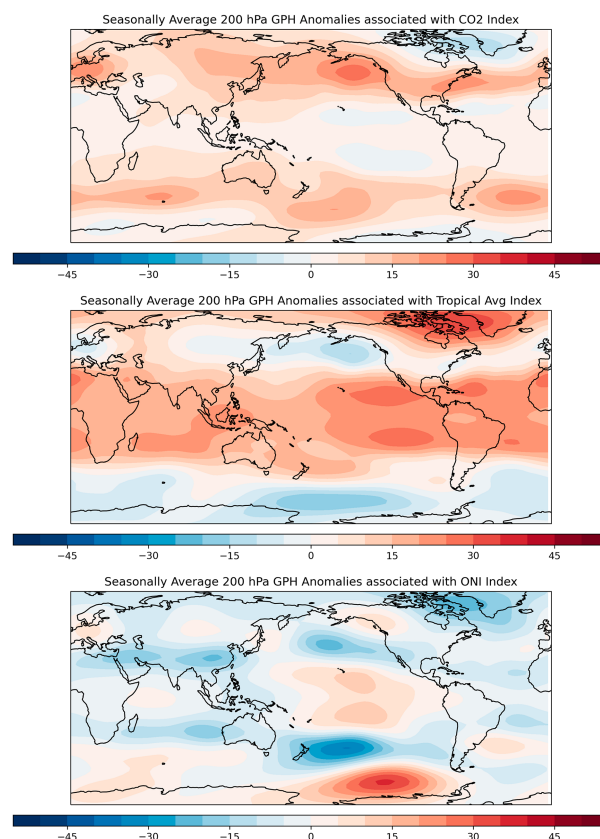 Seasonally Average 200 hPa GPH Anomalies associated with CO2 Index
−45 −30 −15 0 15 30 45
Seasonally Average 200 hPa GPH Anomalies associated with Tropical Avg Index
−45 −30 −15 0 15 30 45
Seasonally Average 200 hPa GPH Anomalies associated with ONI Index
−45 −30 −15 0 15 30 45